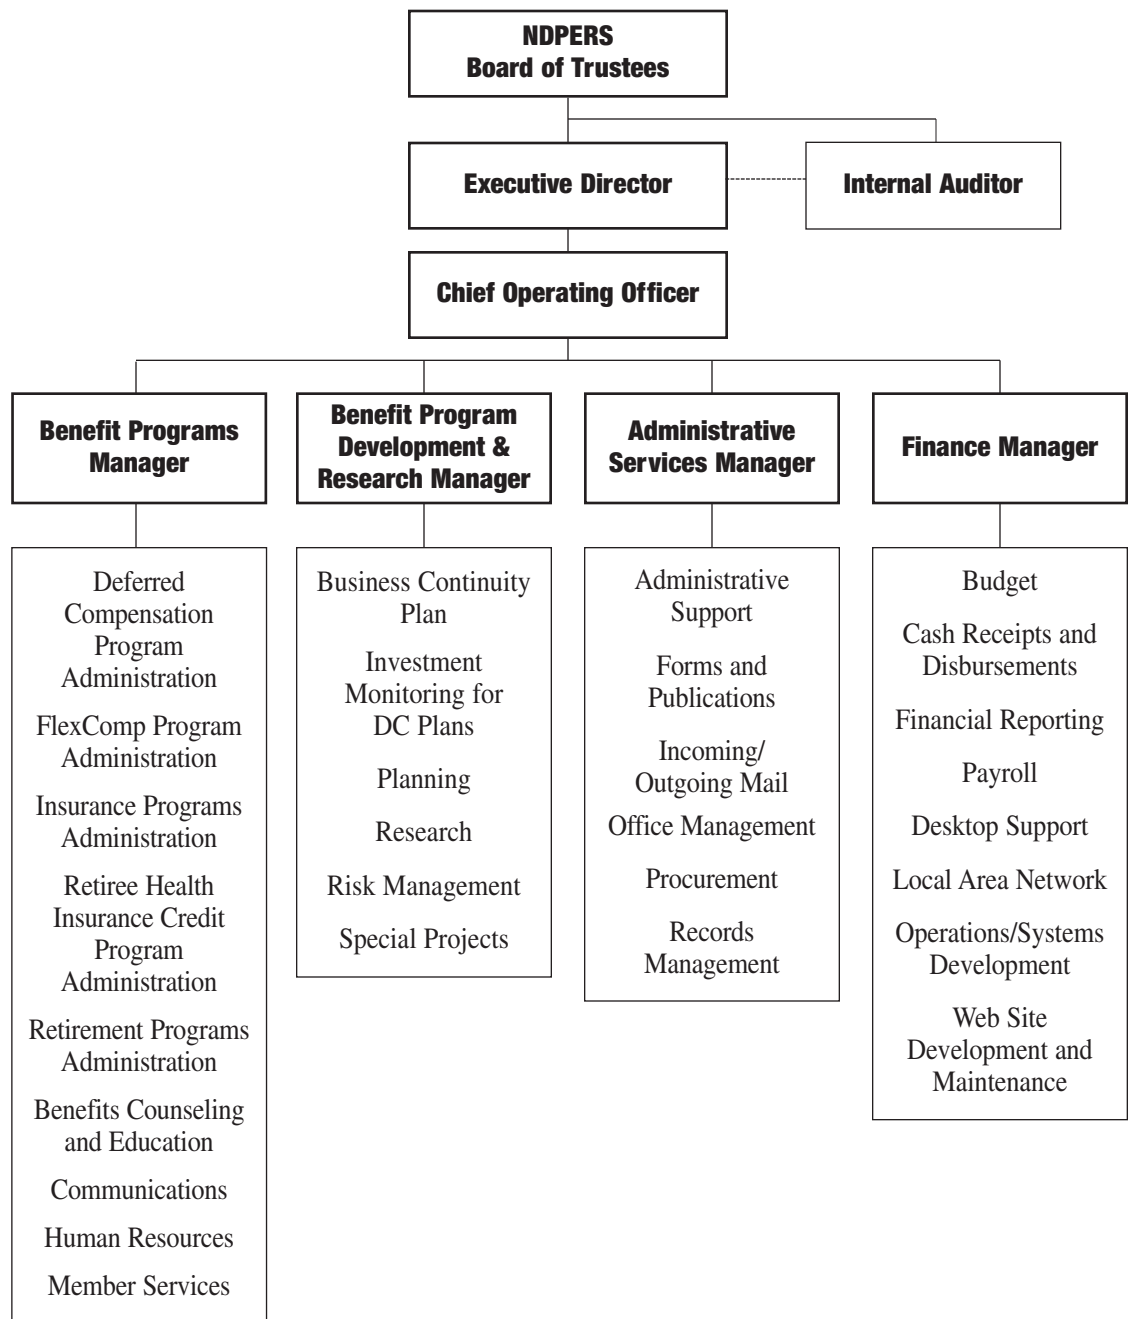 NDPERS
Board of Trustees
Executive Director
Internal Auditor
Chief Operating Officer
Benefit Programs
Manager
Benefit Program
Development &
Research Manager
Administrative
Services Manager
Finance Manager
Deferred
Compensation
Program
Administration
FlexComp Program
Administration
Insurance Programs
Administration
Retiree Health
Insurance Credit
Program
Administration
Retirement Programs
Administration
Benefits Counseling
and Education
Communications
Human Resources
Member Services
Business Continuity
Plan
Investment
Monitoring for
DC Plans
Planning
Research
Risk Management
Special Projects
Administrative
Support
Forms and
Publications
Incoming/
Outgoing Mail
Office Management
Procurement
Records
Management
Budget
Cash Receipts and
Disbursements
Financial Reporting
Payroll
Desktop Support
Local Area Network
Operations/Systems
Development
Web Site
Development and
Maintenance